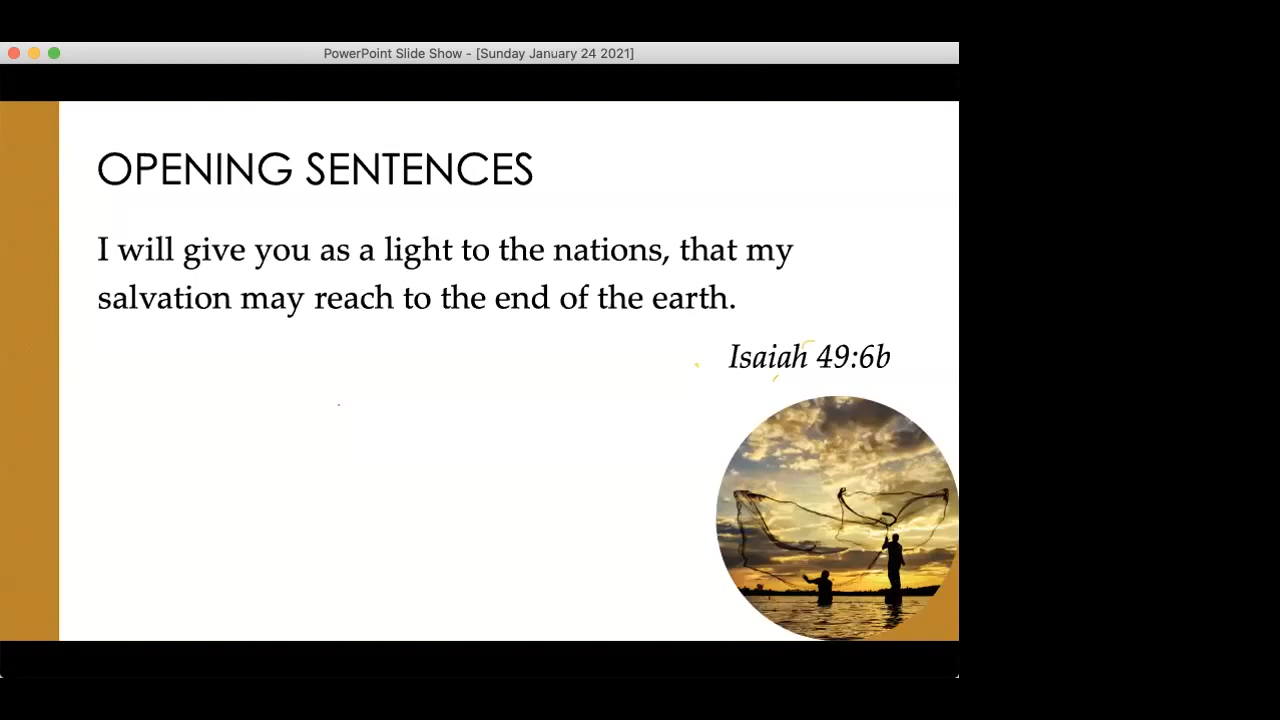 PowerPoint Slide Show - [Sunday January 24 2021]
OPENING SENTENCES
I will give you as a light to the nations, that my
salvation may reach to the end of the earth.
Isaiah 49:6b